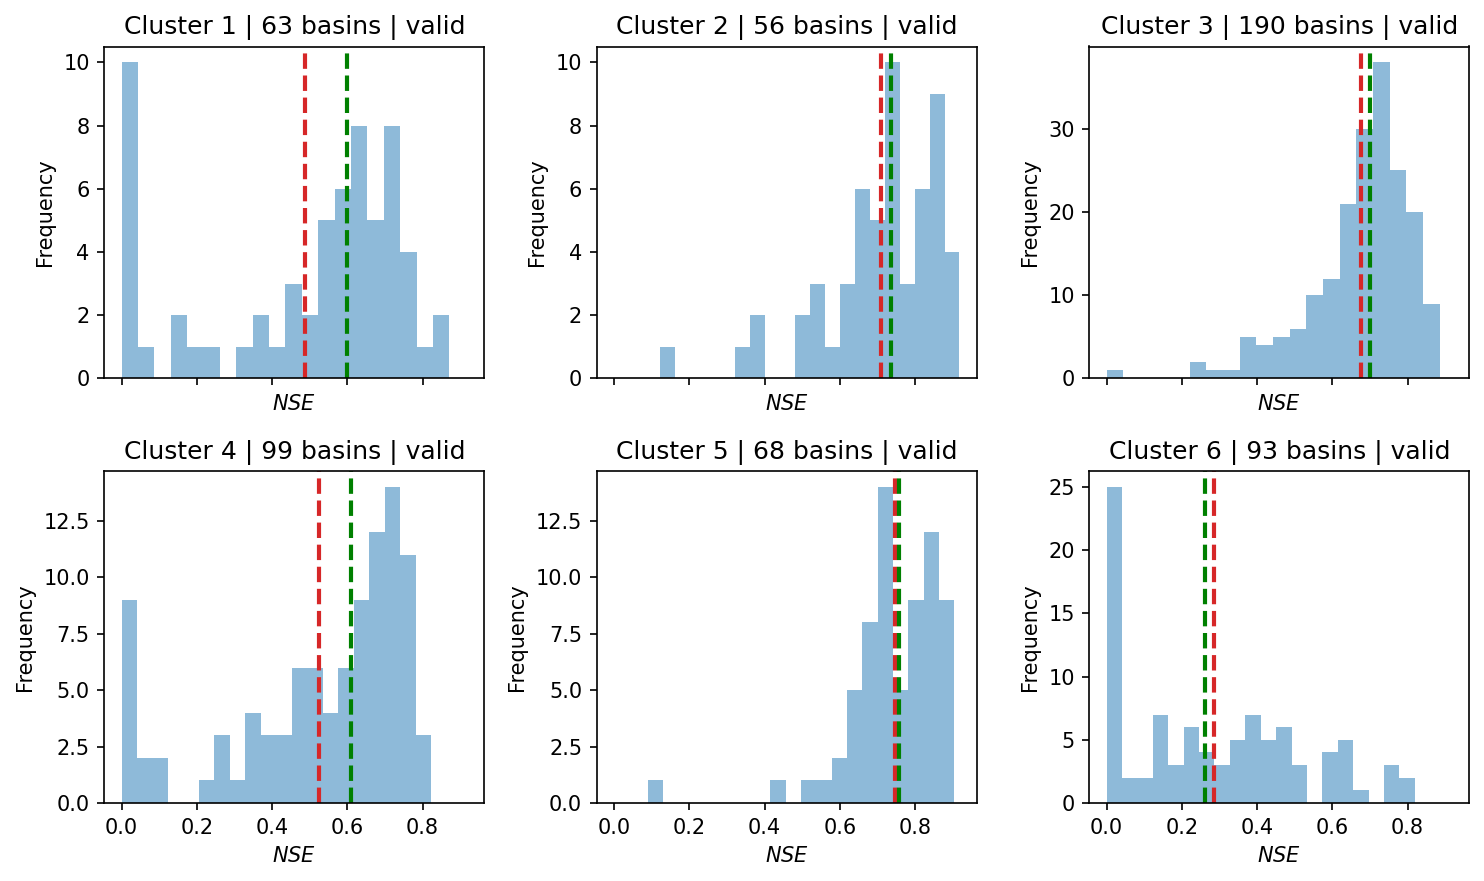 Cluster 1 | 63 basins | valid
10
8
6
4
2
0
Frequency
NSE
Cluster 2 | 56 basins | valid
10
8
6
4
2
0
Frequency
NSE
Cluster 3 | 190 basins | valid
30
20
10
0
Frequency
NSE
Cluster 4 | 99 basins | valid
12.5
10.0
7.5
5.0
2.5
0.0
Frequency
0.0 0.2 0.4 0.6 0.8
NSE
Cluster 5 | 68 basins | valid
12.5
10.0
7.5
5.0
2.5
0.0
Frequency
0.0 0.2 0.4 0.6 0.8
NSE
Cluster 6 | 93 basins | valid
25
20
15
10
5
0
Frequency
0.0 0.2 0.4 0.6 0.8
NSE